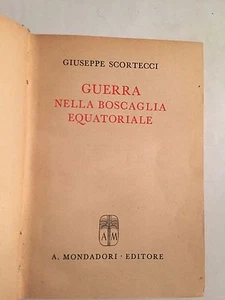 GIUSEPPE SCORTECCI
GUERRA
NELLA BOSCAGLIA
EQUATORIALE
A M
A. MONDADORI · EDITORE